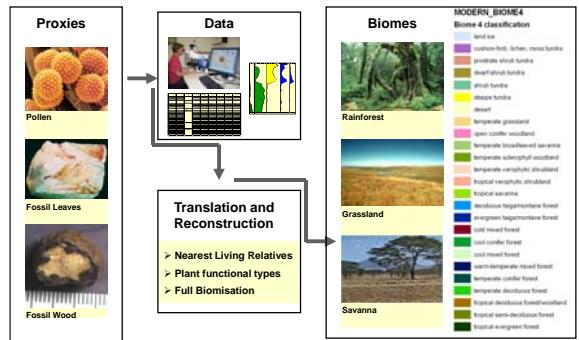 Proxies
Pollen
Fossil Leaves
Fossil Wood
Data
Translation and
Reconstruction
➢ Nearest Living Relatives
➢ Plant functional types
➢ Full Biomisation
Biomes
Rainforest
Grassland
Savanna
MODERN_BIOME4
Biome 4 classification
land ice
cushion-forb, lichen, moss tundra
prostrate shrub tundra
dwarf-shrub tundra
shrub tundra
steppe tundra
desert
temperate grassland
open conifer woodland
temperate broadleaved savanna
temperate sclerophyll woodland
temperate xerophytic shrubland
tropical xerophytic shrubland
tropical savanna
deciduous taiga/montane forest
evergreen taiga/montane forest
cold mixed forest
cool conifer forest
cool mixed forest
warm-temperate mixed forest
temperate conifer forest
temperate deciduous forest
tropical deciduous forest/woodland
tropical semi-deciduous forest
tropical evergreen forest